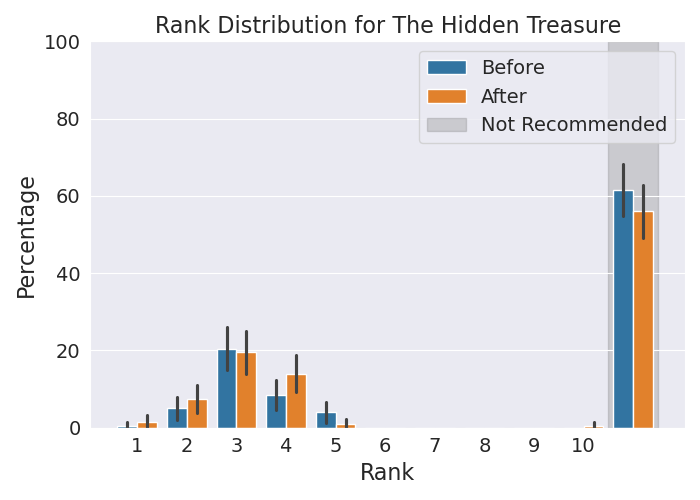 Rank Distribution for The Hidden Treasure
100
80
60
40
20
0
Percentage
Before
After
Not Recommended
1 2 3 4 5 6 7 8 9 10
Rank